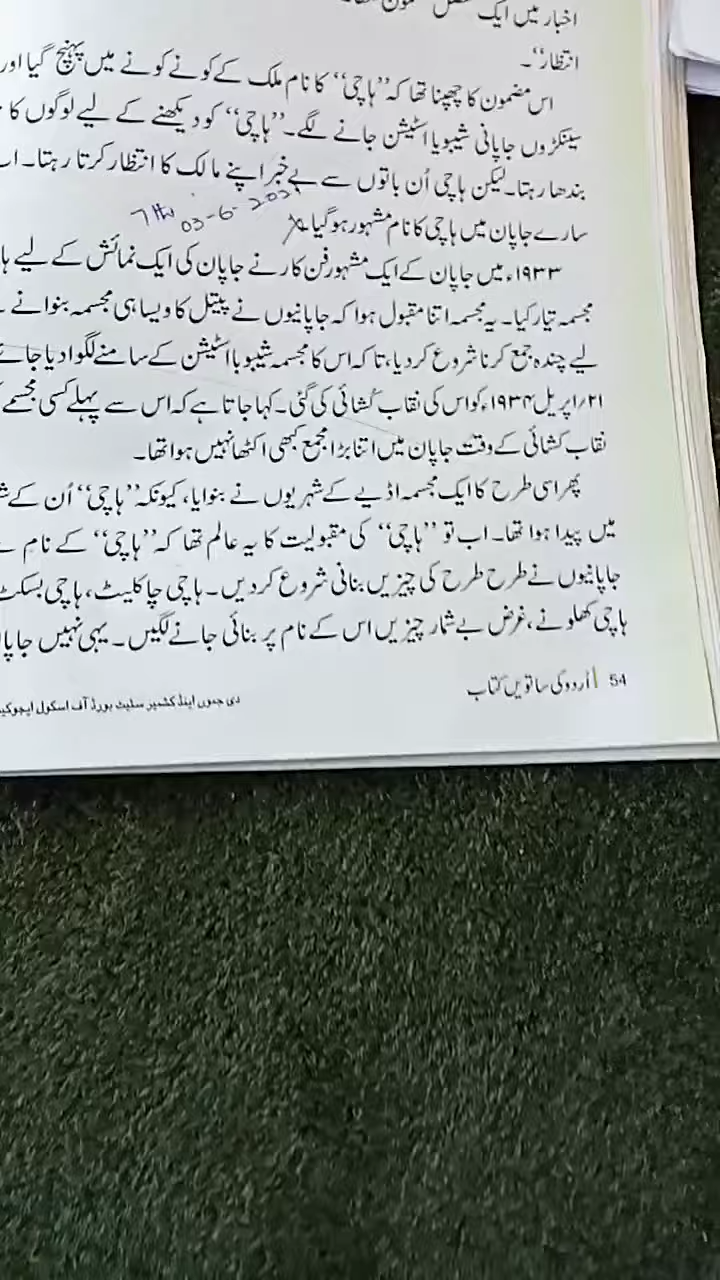 اخبار میں ایک
انتظار"۔
اس مضمون کا چھپنا تھا کہ "ہاچی" کا نام ملک کے کونے کونے میں پہنچ گیا اور
سینکڑوں جاپانی شیبویا اسٹیشن جانے لگے۔ "ہاچی" کو دیکھنے کے لیے لوگوں کا
بندھا رہتا۔ لیکن ہاچی اُن باتوں سے بے خبر اپنے مالک کا انتظار کرتا رہتا۔ اب
7th 03-6-202
سارے جاپان میں ہاچی کا نام مشہور ہو گیا۔
۱۹۳۳ء میں جاپان کے ایک مشہور فن کار نے جاپان کی ایک نمائش کے لیے
مجسمہ تیار کیا۔ یہ مجسمہ اتنا مقبول ہوا کہ جاپانیوں نے پیتل کا ویسا ہی مجسمہ بنوانے
لیے چندہ جمع کرنا شروع کر دیا، تا کہ اس کا مجسمہ شیبویا اسٹیشن کے سامنے لگوا دیا جائے
۲۱/اپریل ۱۹۳۴ء کو اس کی نقاب کُشائی کی گئی۔ کہا جاتا ہے کہ اس سے پہلے کسی مجسمے
نقاب کشائی کے وقت جاپان میں اتنا بڑا مجمع کبھی اکٹھا نہیں ہوا تھا۔
پھر اسی طرح کا ایک مجسمہ اڈیے کے شہریوں نے بنوایا، کیونکہ "ہاچی" اُن کے
میں پیدا ہوا تھا۔ اب تو "ہاچی" کی مقبولیت کا یہ عالم تھا کہ "ہاچی" کے نام
جاپانیوں نے طرح طرح کی چیزیں بنانی شروع کر دیں۔ ہاچی چاکلیٹ، ہاچی بسکٹ
ہاچی کھلونے، غرض بے شمار چیزیں اس کے نام پر بنائی جانے لگیں۔ یہی نہیں
54 اُردو کی ساتویں کتاب
دی جموں اینڈ کشمیر سٹیٹ بورڈ آف اسکول